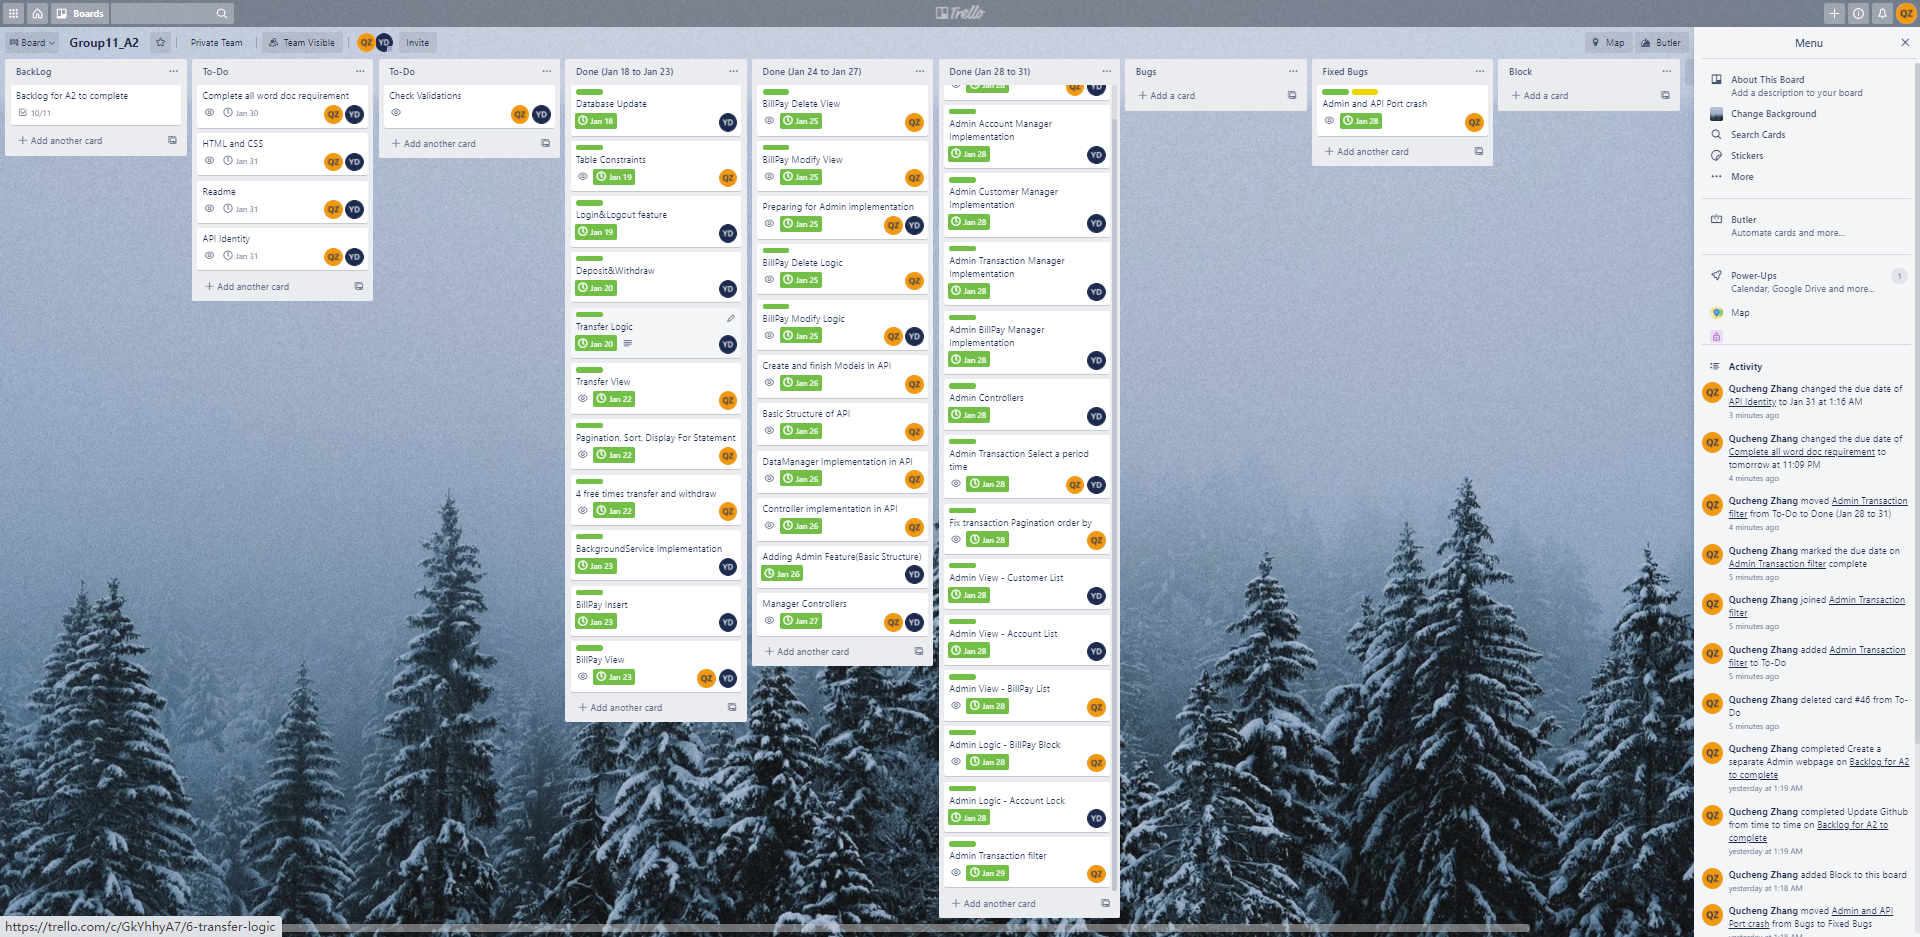 Boards
Trello
QZ
Board
Group11_A2
Private Team
Team Visible
QZ YD
Invite
Map
Butler
BackLog
Backlog for A2 to complete
10/11
+ Add another card
To-Do
Complete all word doc requirement
Jan 30
QZ YD
HTML and CSS
Jan 31
QZ YD
Readme
Jan 31
QZ YD
API Identity
Jan 31
QZ YD
+ Add another card
To-Do
Check Validations
QZ YD
+ Add another card
Done (Jan 18 to Jan 23)
Database Update
Jan 18
YD
Table Constraints
Jan 19
QZ
Login&Logout feature
Jan 19
YD
Deposit&Withdraw
Jan 20
YD
Transfer Logic
Jan 20
YD
Transfer View
Jan 22
QZ
Pagination, Sort, Display For Statement
Jan 22
QZ
4 free times transfer and withdraw
Jan 22
QZ
BackgroundService Implementation
Jan 23
YD
BillPay Insert
Jan 23
YD
BillPay View
Jan 23
QZ YD
+ Add another card
Done (Jan 24 to Jan 27)
BillPay Delete View
Jan 25
QZ
BillPay Modify View
Jan 25
QZ
Preparing for Admin implementation
Jan 25
QZ YD
BillPay Delete Logic
Jan 25
QZ
BillPay Modify Logic
Jan 25
QZ YD
Create and finish Models in API
Jan 26
QZ
Basic Structure of API
Jan 26
QZ
DataManager Implementation in API
Jan 26
QZ
Controller implementation in API
Jan 26
QZ
Adding Admin Feature(Basic Structure)
Jan 26
YD
Manager Controllers
Jan 27
QZ YD
+ Add another card
Done (Jan 28 to 31)
Jan 28
QZ YD
Admin Account Manager
Implementation
Jan 28
YD
Admin Customer Manager
Implementation
Jan 28
YD
Admin Transaction Manager
Implementation
Jan 28
YD
Admin BillPay Manager
Implementation
Jan 28
YD
Admin Controllers
Jan 28
YD
Admin Transaction Select a period
time
Jan 28
QZ YD
Fix transaction Pagination order by
Jan 28
QZ
Admin View - Customer List
Jan 28
YD
Admin View - Account List
Jan 28
YD
Admin View - BillPay List
Jan 28
QZ
Admin Logic - BillPay Block
Jan 28
QZ
Admin Logic - Account Lock
Jan 28
YD
Admin Transaction filter
Jan 29
QZ
+ Add another card
Bugs
+ Add a card
Fixed Bugs
Admin and API Port crash
Jan 28
QZ
+ Add another card
Block
+ Add a card
Menu
About This Board
Add a description to your board
Change Background
Search Cards
Stickers
More
Butler
Automate cards and more...
Power-Ups
1
Calendar, Google Drive and more...
Map
Activity
QZ
Qucheng Zhang changed the due date of
API Identity to Jan 31 at 1:16 AM
3 minutes ago
QZ
Qucheng Zhang changed the due date of
Complete all word doc requirement to
tomorrow at 11:09 PM
4 minutes ago
QZ
Qucheng Zhang moved Admin Transaction
filter from To-Do to Done (Jan 28 to 31)
4 minutes ago
QZ
Qucheng Zhang marked the due date on
Admin Transaction filter complete
5 minutes ago
QZ
Qucheng Zhang joined Admin Transaction
filter
5 minutes ago
QZ
Qucheng Zhang added Admin Transaction
filter to To-Do
5 minutes ago
QZ
Qucheng Zhang deleted card #46 from To-
Do
5 minutes ago
QZ
Qucheng Zhang completed Create a
separate Admin webpage on Backlog for A2
to complete
yesterday at 1:19 AM
QZ
Qucheng Zhang completed Update Github
from time to time on Backlog for A2 to
complete
yesterday at 1:19 AM
QZ
Qucheng Zhang added Block to this board
yesterday at 1:18 AM
QZ
Qucheng Zhang moved Admin and API
Port crash from Bugs to Fixed Bugs
yesterday at 1:18 AM
https://trello.com/c/GkYhhyA7/6-transfer-logic